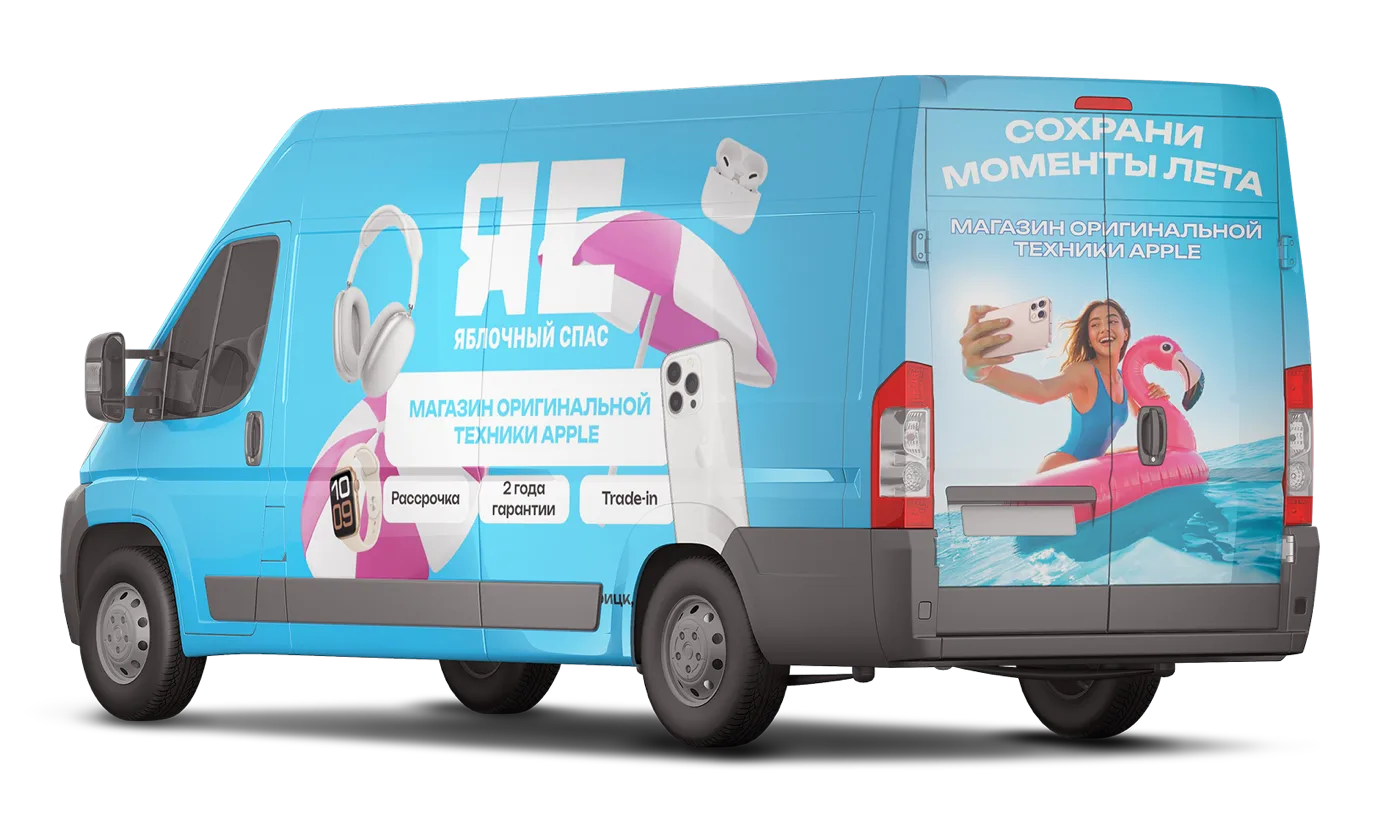 ЯБ
ЯБЛОЧНЫЙ СПАС
МАГАЗИН ОРИГИНАЛЬНОЙ
ТЕХНИКИ APPLE
10
09
Рассрочка
2 года
гарантии
Trade-in
СОХРАНИ
МОМЕНТЫ ЛЕТА
МАГАЗИН ОРИГИНАЛЬНОЙ
ТЕХНИКИ APPLE